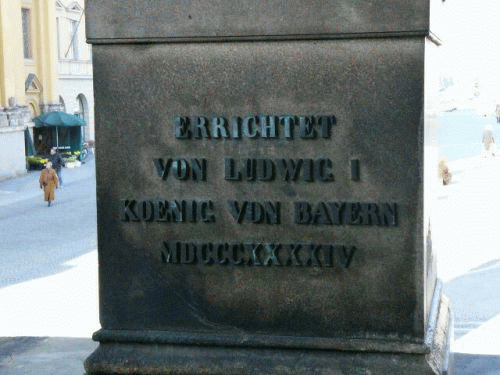 ERRICHTET
VON LUDWIG I
KOENIG VON BAYERN
MDCCCXXXXIV